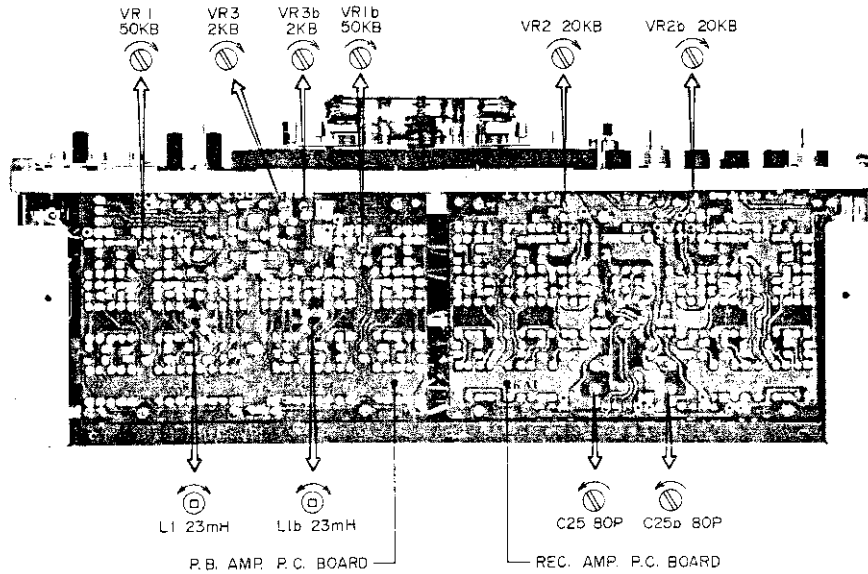 VR1
50KB
VR3
2KB
VR3b
2KB
VR1b
50KB
VR2 20KB
VR2b 20KB
L1 23mH
L1b 23mH
C25 80P
C25b 80P
P.B. AMP. P.C. BOARD
REC. AMP. P.C. BOARD